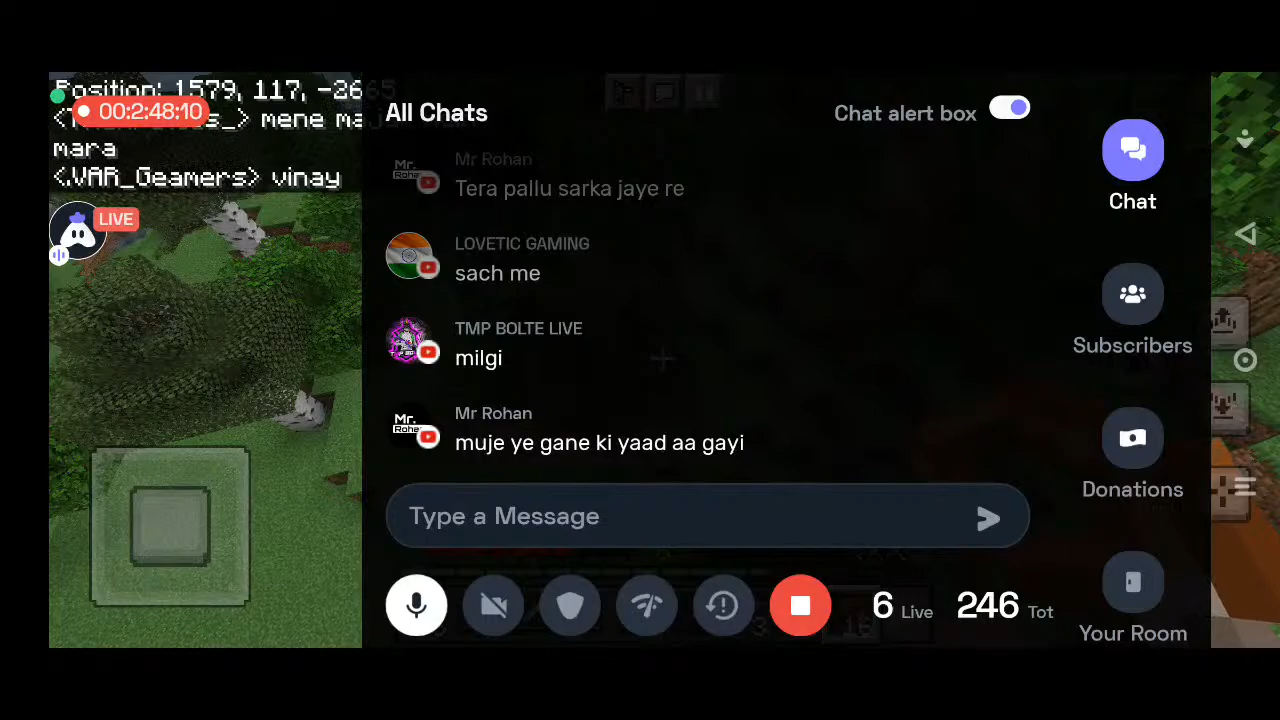 Position: 1579, 117, -2665
00:2:48:10
mene ma
mara
<.VAR_Geamers> vinay
LIVE
All Chats
Chat alert box
Mr Rohan
Tera pallu sarka jaye re
LOVETIC GAMING
sach me
TMP BOLTE LIVE
milgi
Mr Rohan
muje ye gane ki yaad aa gayi
Type a Message
6 Live 246 Tot
Chat
Subscribers
Donations
Your Room